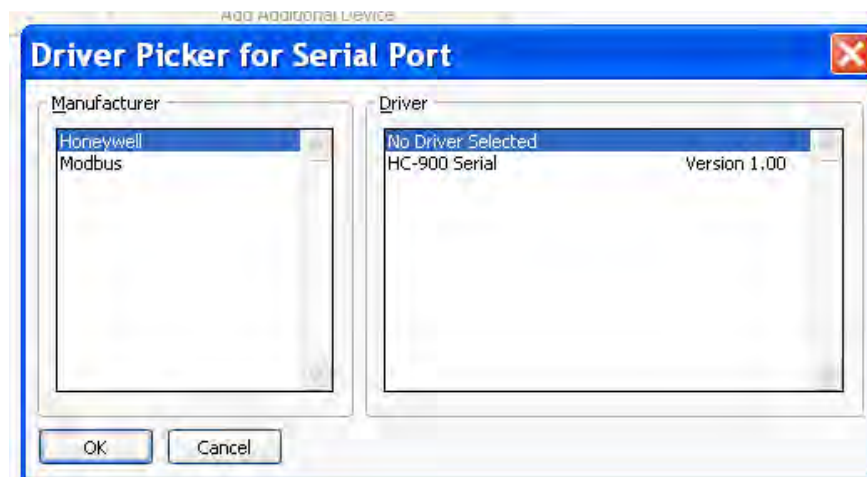 Add Additional Device
Driver Picker for Serial Port
Manufacturer
Driver
Honeywell
No Driver Selected
Modbus
HC-900 Serial Version 1.00
OK
Cancel